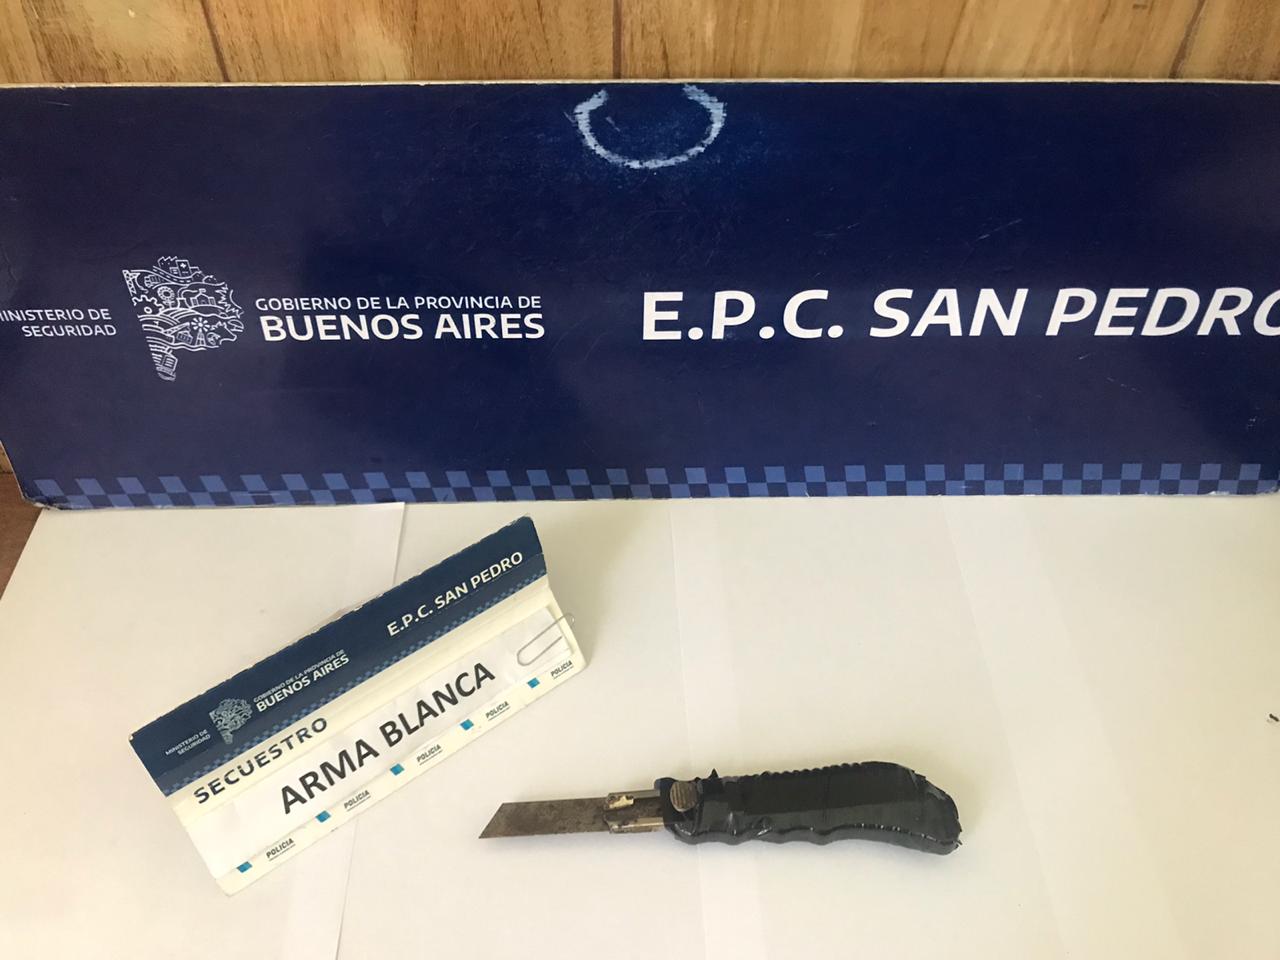 MINISTERIO DE
SEGURIDAD
GOBIERNO DE LA PROVINCIA DE
BUENOS AIRES
E.P.C. SAN PEDRO
E.P.C. SAN PEDRO
MINISTERIO DE
SEGURIDAD
GOBIERNO DE LA PROVINCIA DE
BUENOS AIRES
SECUESTRO
ARMA BLANCA
POLICIA
POLICIA
POLICIA
POLICIA
POLICIA